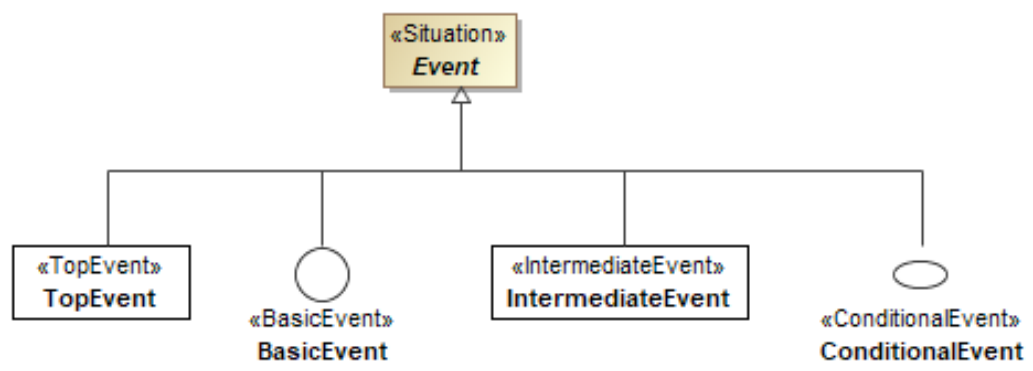 «Situation»
Event
«TopEvent»
TopEvent
«BasicEvent»
BasicEvent
«IntermediateEvent»
IntermediateEvent
«ConditionalEvent»
ConditionalEvent